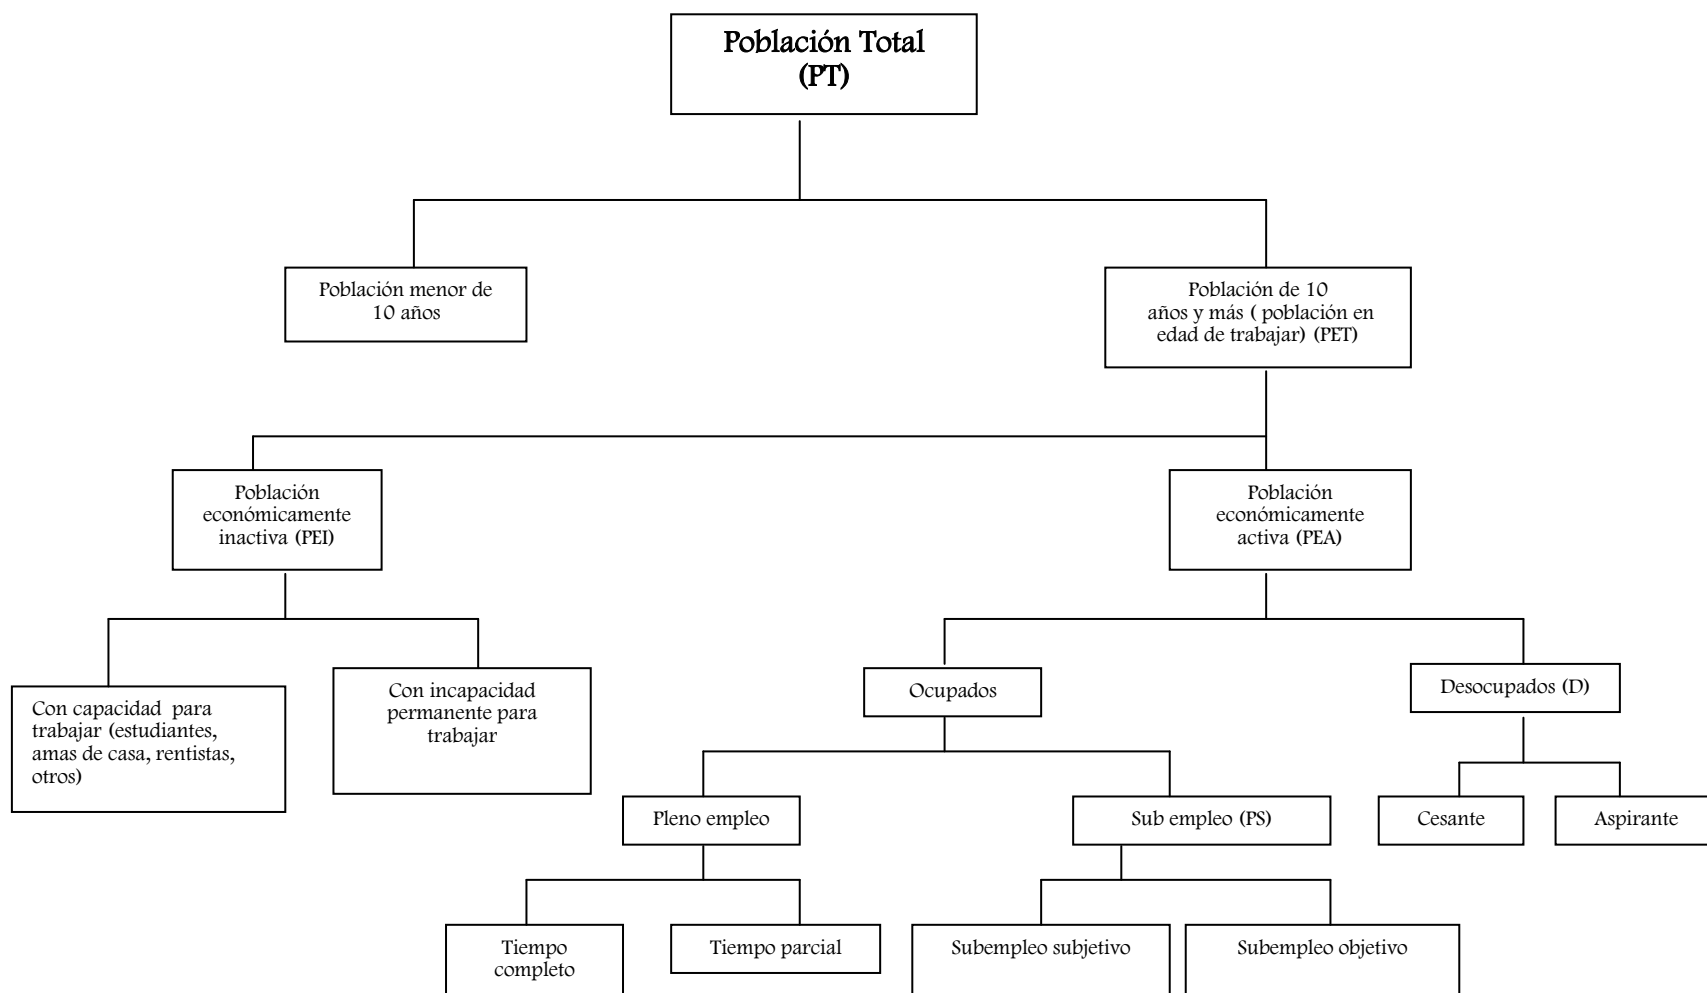 Población Total
(PT)
Población menor de
10 años
Población de 10
años y más ( población en
edad de trabajar) (PET)
Población
económicamente
inactiva (PEI)
Población
económicamente
activa (PEA)
Con capacidad para
trabajar (estudiantes,
amas de casa, rentistas,
otros)
Con incapacidad
permanente para
trabajar
Ocupados
Desocupados (D)
Pleno empleo
Sub empleo (PS)
Cesante
Aspirante
Tiempo
completo
Tiempo parcial
Subempleo subjetivo
Subempleo objetivo